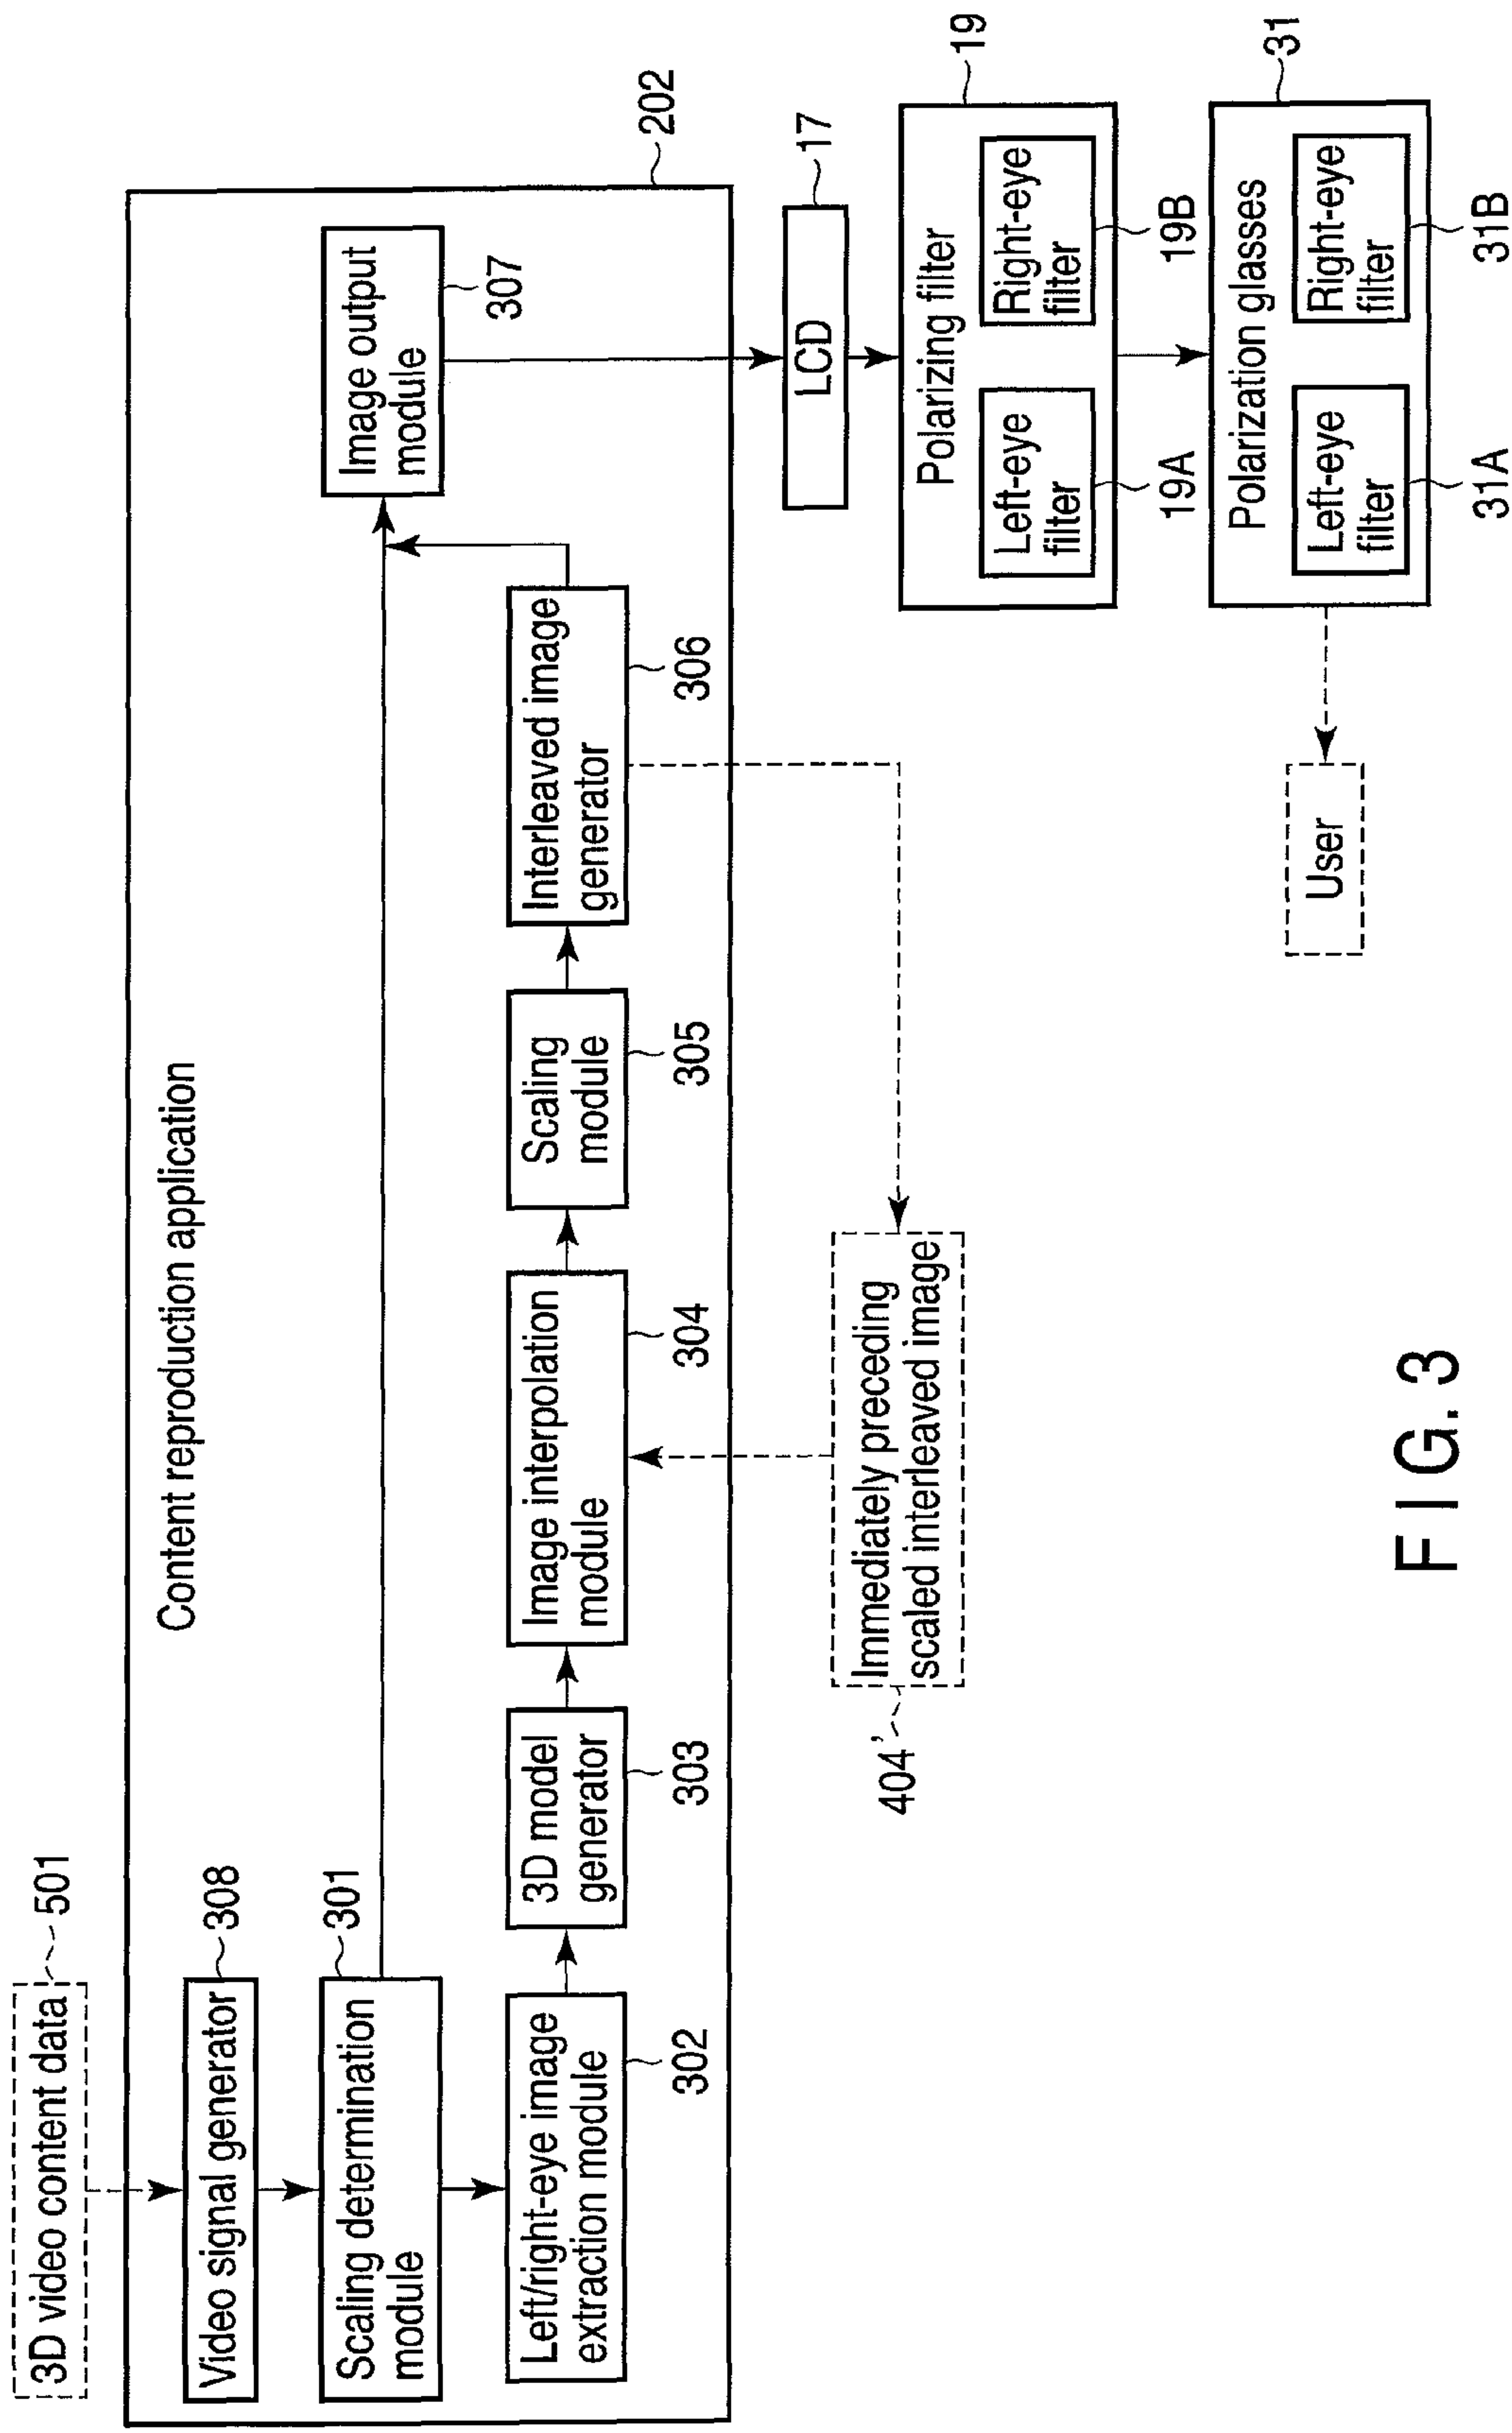 3D video content data
501
Content reproduction application
202
Video signal generator
308
Scaling determination
module
301
Image output
module
307
Left/right-eye image
extraction module
302
3D model
generator
303
Image interpolation
module
304
Scaling
module
305
Interleaved image
generator
306
Immediately preceding
scaled interleaved image
404'
LCD
17
Polarizing filter
19
Left-eye
filter
19A
Right-eye
filter
19B
Polarization glasses
31
Left-eye
filter
31A
Right-eye
filter
31B
User
FIG. 3